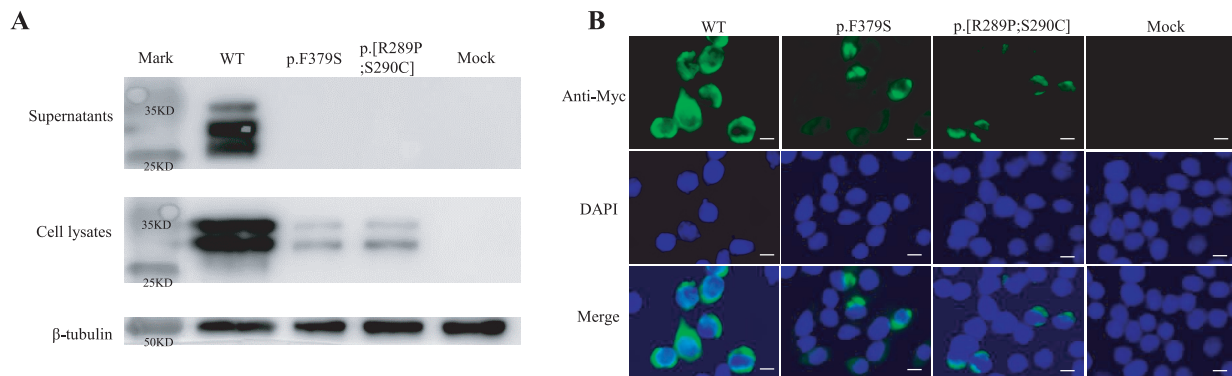 A
Mark
WT
p.F379S
p.[R289P
;S290C]
Mock
Supernatants
35KD
25KD
Cell lysates
35KD
25KD
β-tubulin
50KD
B
WT
p.F379S
p.[R289P;S290C]
Mock
Anti-Myc
DAPI
Merge